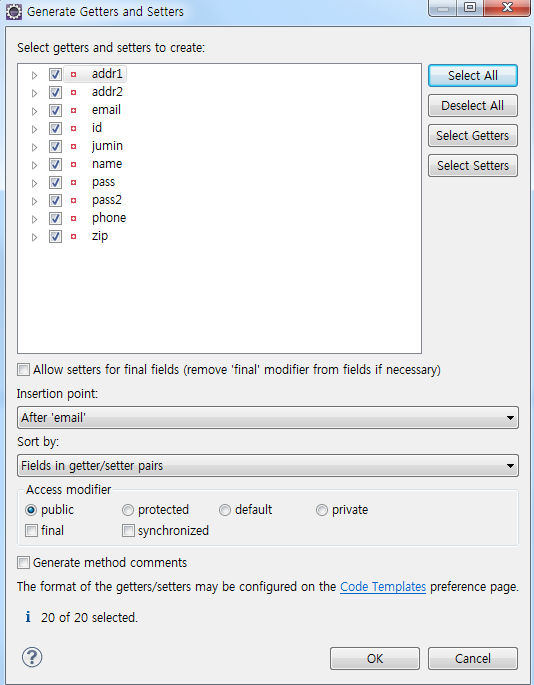 Generate Getters and Setters
Select getters and setters to create:
addr1
addr2
email
id
jumin
name
pass
pass2
phone
zip
Select All
Deselect All
Select Getters
Select Setters
Allow setters for final fields (remove 'final' modifier from fields if necessary)
Insertion point:
After 'email'
Sort by:
Fields in getter/setter pairs
Access modifier
public protected default private
final synchronized
Generate method comments
The format of the getters/setters may be configured on the Code Templates preference page.
i 20 of 20 selected.
? OK Cancel